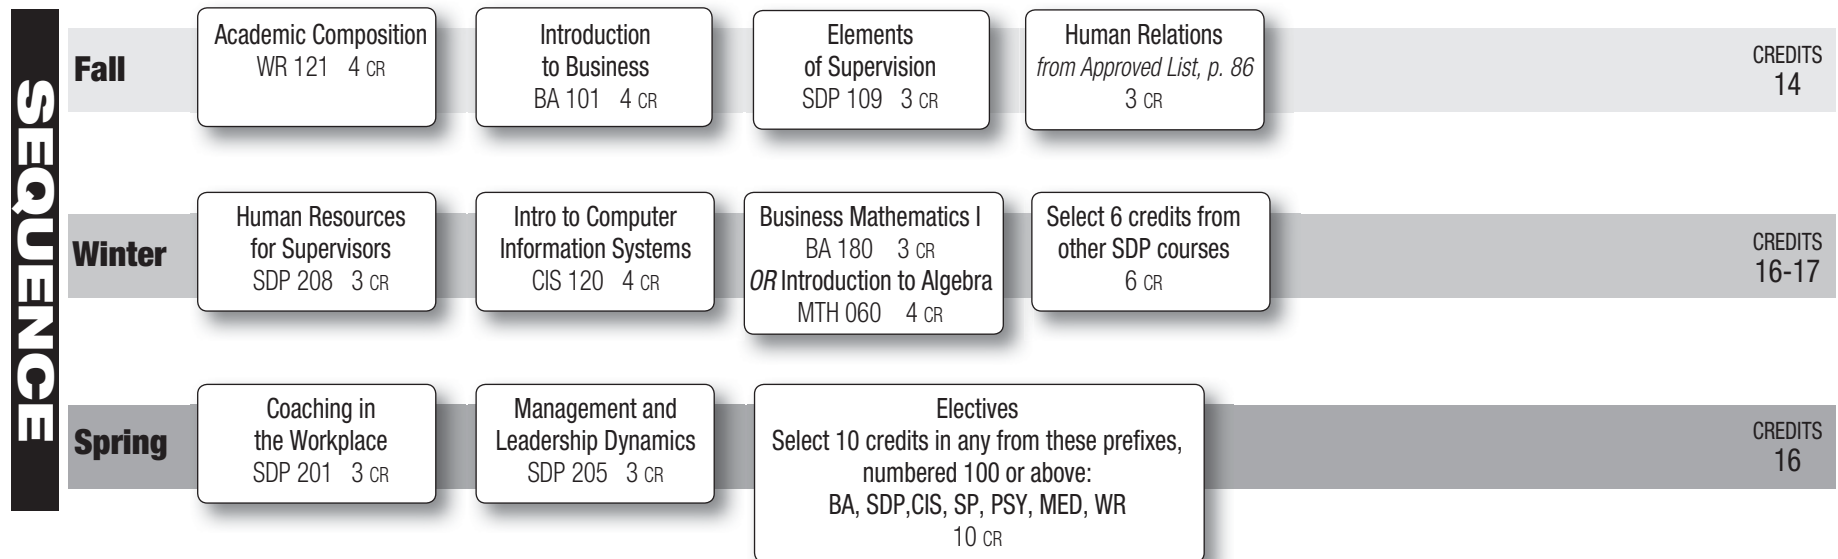 SEQUENCE
Fall
Academic Composition
WR 121 4 CR
Introduction
to Business
BA 101 4 CR
Elements
of Supervision
SDP 109 3 CR
Human Relations
from Approved List, p. 86
3 CR
CREDITS
14
Winter
Human Resources
for Supervisors
SDP 208 3 CR
Intro to Computer
Information Systems
CIS 120 4 CR
Business Mathematics I
BA 180 3 CR
OR Introduction to Algebra
MTH 060 4 CR
Select 6 credits from
other SDP courses
6 CR
CREDITS
16-17
Spring
Coaching in
the Workplace
SDP 201 3 CR
Management and
Leadership Dynamics
SDP 205 3 CR
Electives
Select 10 credits in any from these prefixes,
numbered 100 or above:
BA, SDP,CIS, SP, PSY, MED, WR
10 CR
CREDITS
16